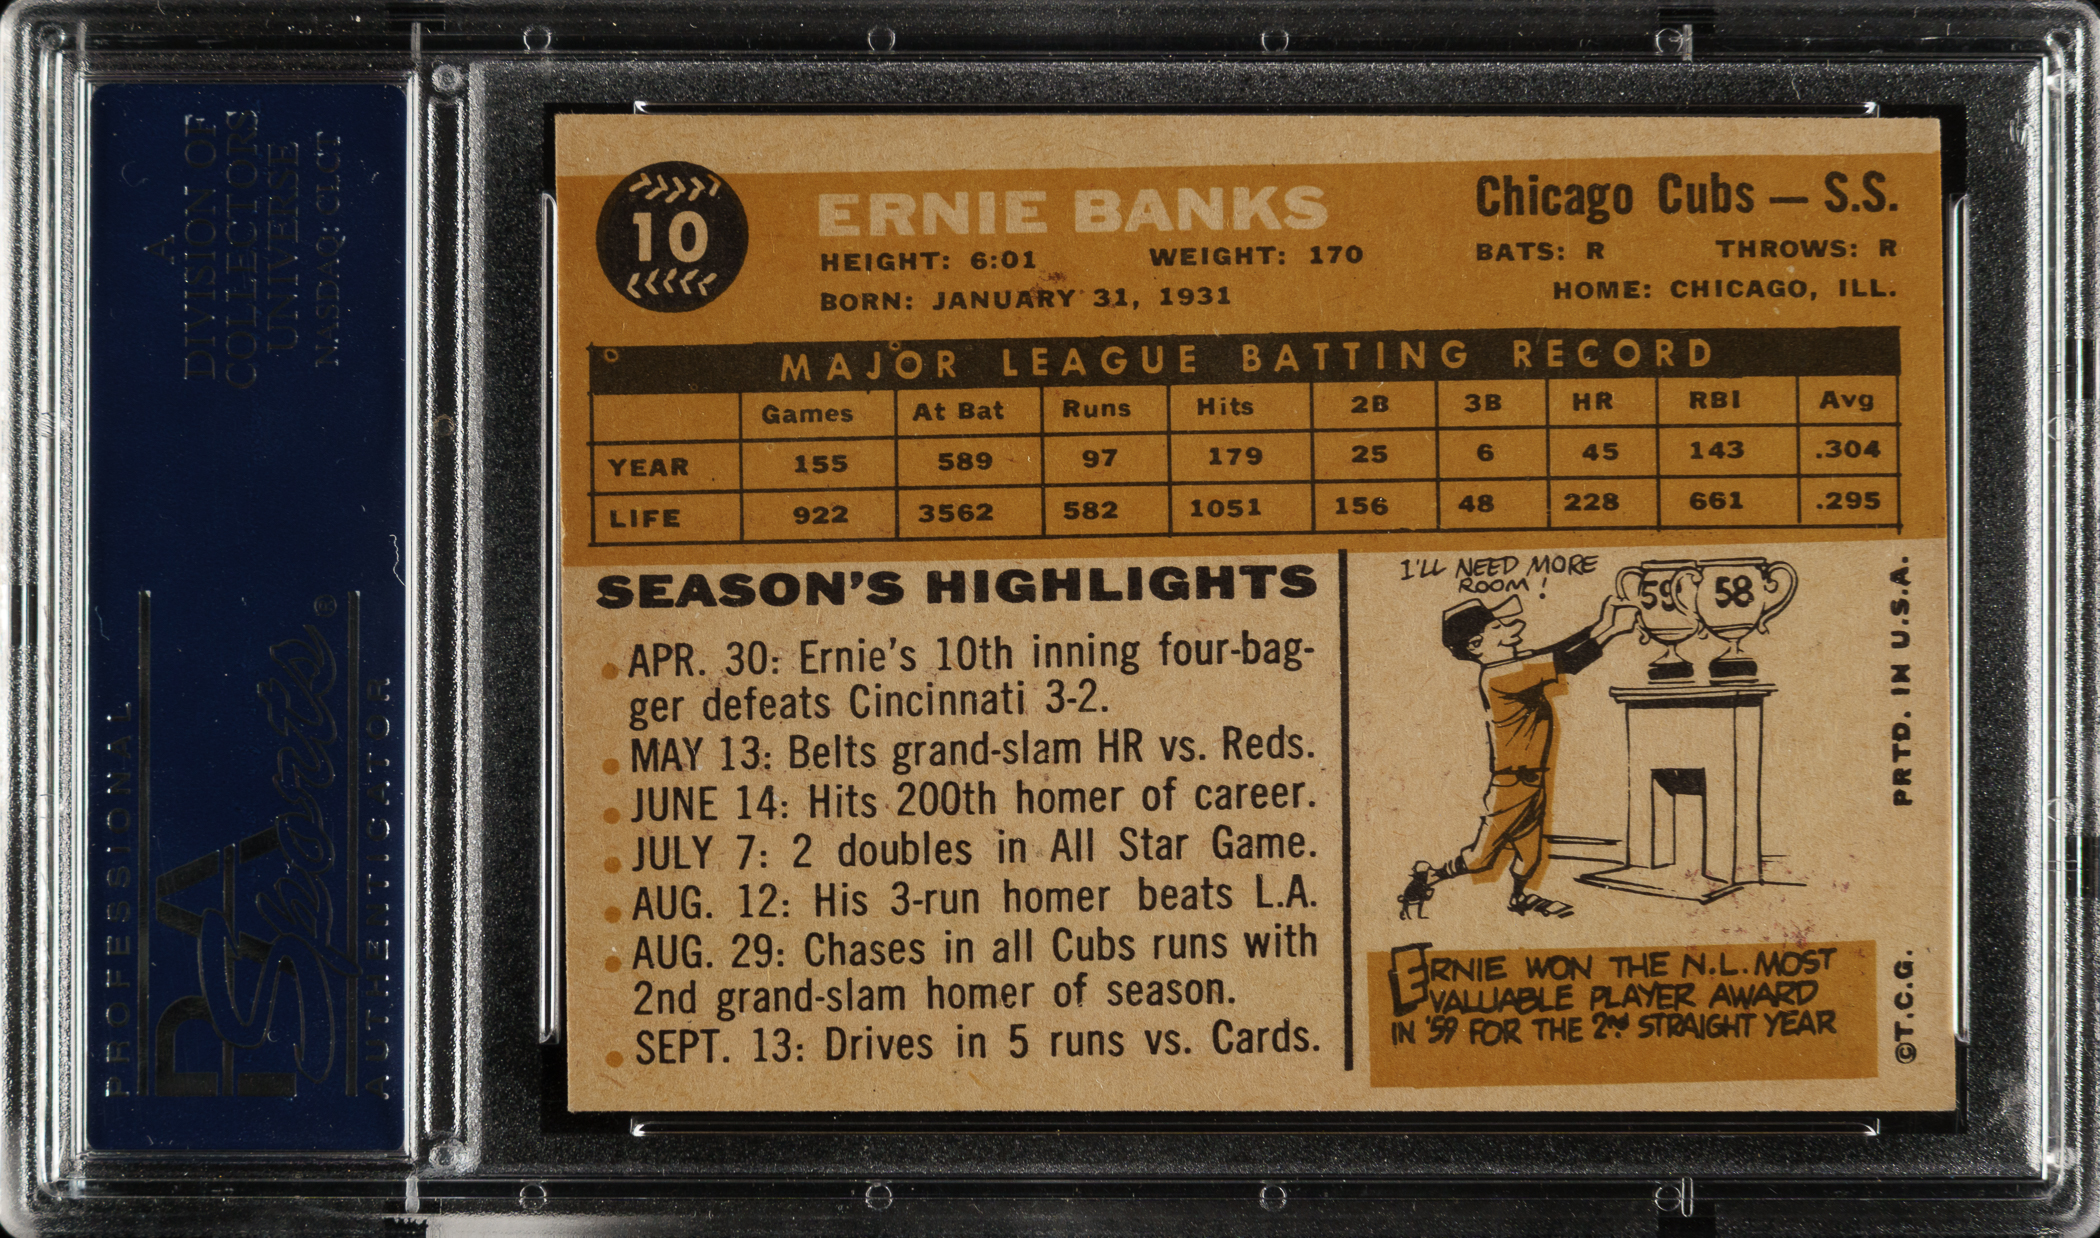 A
DIVISION OF
COLLECTORS
UNIVERSE
NASDAQ: CLCT
PROFESSIONAL
PSA
Sports®
AUTHENTICATOR
10
ERNIE BANKS
Chicago Cubs — S.S.
HEIGHT: 6:01 WEIGHT: 170 BATS: R THROWS: R
BORN: JANUARY 31, 1931 HOME: CHICAGO, ILL.
MAJOR LEAGUE BATTING RECORD
Games At Bat Runs Hits 2B 3B HR RBI Avg
YEAR 155 589 97 179 25 6 45 143 .304
LIFE 922 3562 582 1051 156 48 228 661 .295
SEASON'S HIGHLIGHTS
APR. 30: Ernie's 10th inning four-bag-
ger defeats Cincinnati 3-2.
MAY 13: Belts grand-slam HR vs. Reds.
JUNE 14: Hits 200th homer of career.
JULY 7: 2 doubles in All Star Game.
AUG. 12: His 3-run homer beats L.A.
AUG. 29: Chases in all Cubs runs with
2nd grand-slam homer of season.
SEPT. 13: Drives in 5 runs vs. Cards.
I'LL NEED MORE
ROOM!
59 58
ERNIE WON THE N.L. MOST
VALUABLE PLAYER AWARD
IN '59 FOR THE 2ND STRAIGHT YEAR
PRTD. IN U.S.A.
©T.C.G.